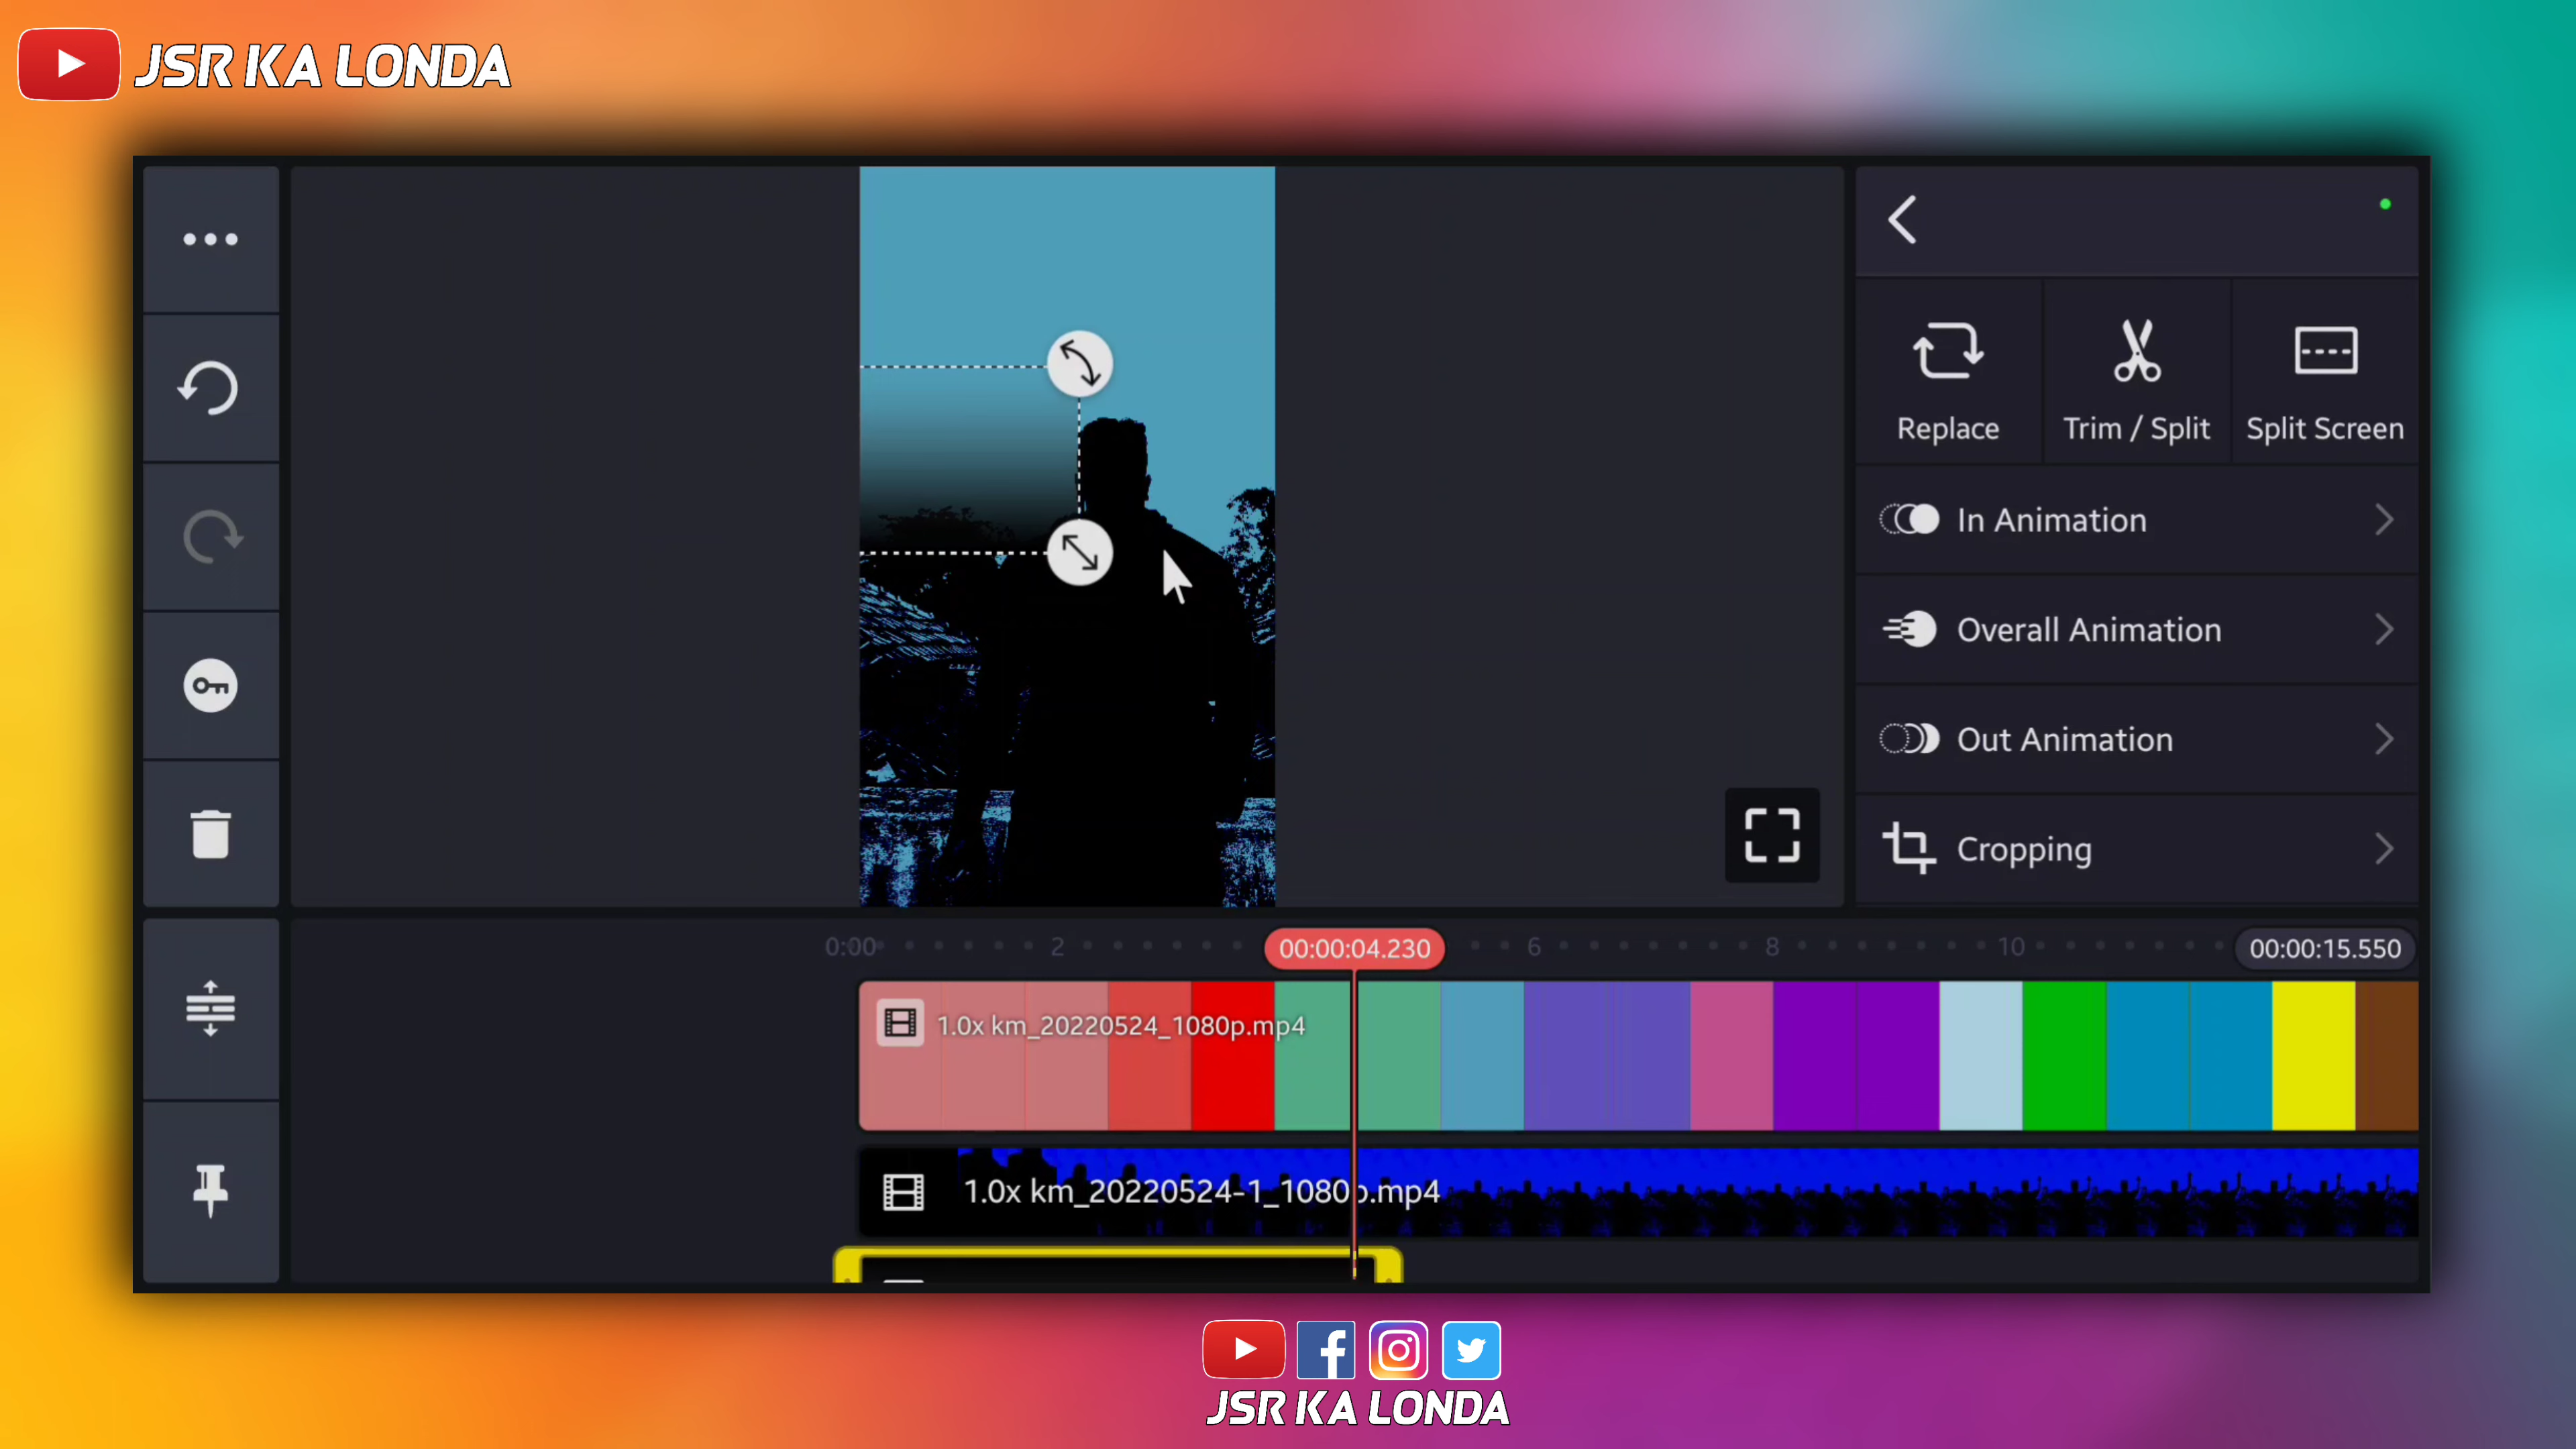 JSR KA LONDA
Replace
Trim / Split
Split Screen
In Animation
Overall Animation
Out Animation
Cropping
0:00
2
00:00:04.230
6
8
10
00:00:15.550
1.0x km_20220524_1080p.mp4
1.0x km_20220524-1_1080p.mp4
JSR KA LONDA